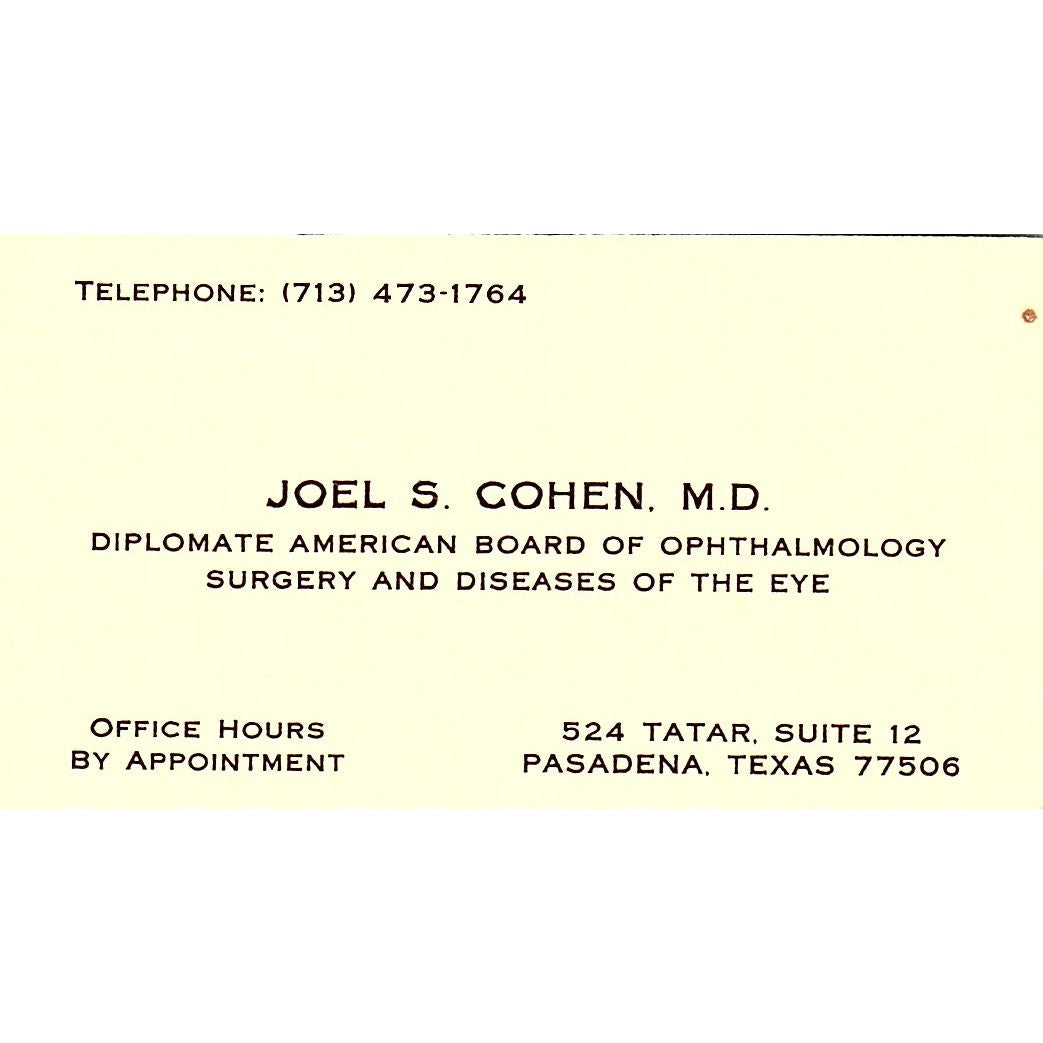 TELEPHONE: (713) 473-1764
JOEL S. COHEN, M.D.
DIPLOMATE AMERICAN BOARD OF OPHTHALMOLOGY
SURGERY AND DISEASES OF THE EYE
OFFICE HOURS
BY APPOINTMENT
524 TATAR, SUITE 12
PASADENA, TEXAS 77506